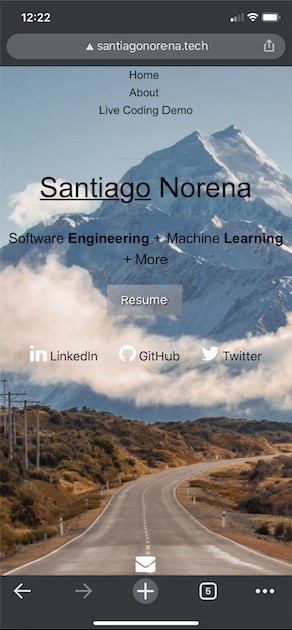 12:22
santiagonorena.tech
Home
About
Live Coding Demo
Santiago Norena
Software Engineering + Machine Learning
+ More
Resume
LinkedIn GitHub Twitter
5